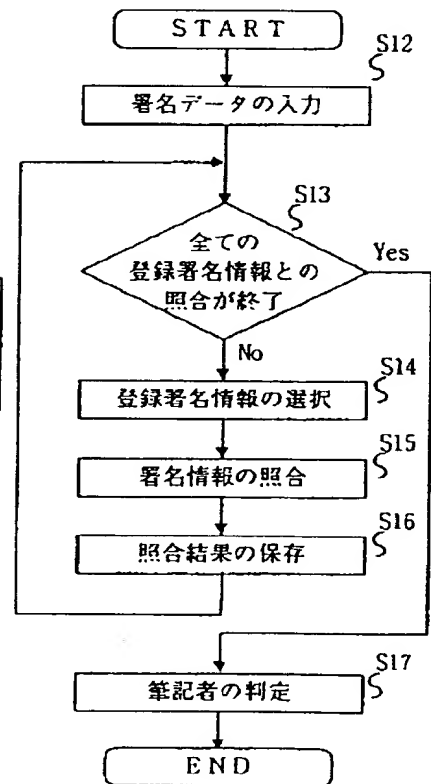 START
S12
署名データの入力
S13
全ての
登録署名情報との
照合が終了
Yes
No
S14
登録署名情報の選択
S15
署名情報の照合
S16
照合結果の保存
S17
筆記者の判定
END